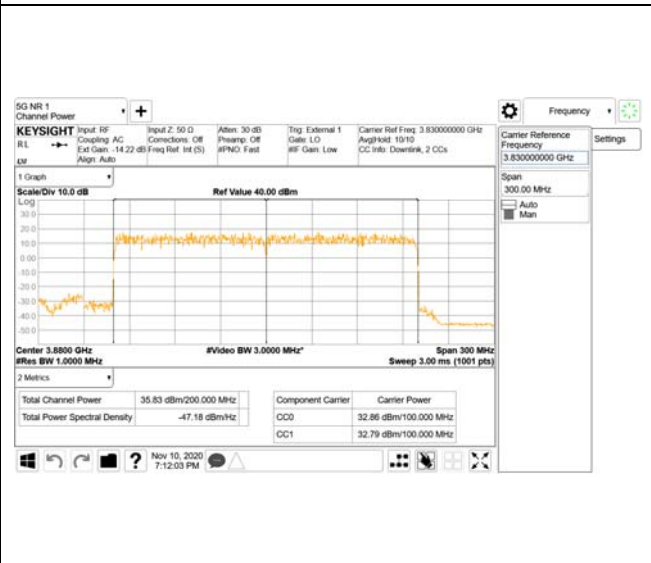 5G NR 1
Channel Power
Frequency
KEYSIGHT
RL
Input: RF
Coupling: AC
Ext Gain: -14.22 dB
Align: Auto
Input Z: 50 Ω
Corrections: Off
Freq Ref: Int (S)
Atten: 30 dB
Preamp: Off
#PNO: Fast
Trig: External 1
Gate: LO
#IF Gain: Low
Carrier Ref Freq: 3.830000000 GHz
Avg|Hold: 10/10
CC Info: Downlink, 2 CCs
Carrier Reference
Frequency
3.830000000 GHz
Settings
Span
300.00 MHz
Auto
Man
1 Graph
Scale/Div 10.0 dB
Ref Value 40.00 dBm
Log
30.0
20.0
10.0
0.00
-10.0
-20.0
-30.0
-40.0
-50.0
Center 3.8800 GHz
#Video BW 3.0000 MHz*
Span 300 MHz
#Res BW 1.0000 MHz
Sweep 3.00 ms (1001 pts)
2 Metrics
Total Channel Power 35.83 dBm/200.000 MHz
Total Power Spectral Density -47.18 dBm/Hz
Component Carrier Carrier Power
CC0 32.86 dBm/100.000 MHz
CC1 32.79 dBm/100.000 MHz
?
Nov 10, 2020
7:12:03 PM